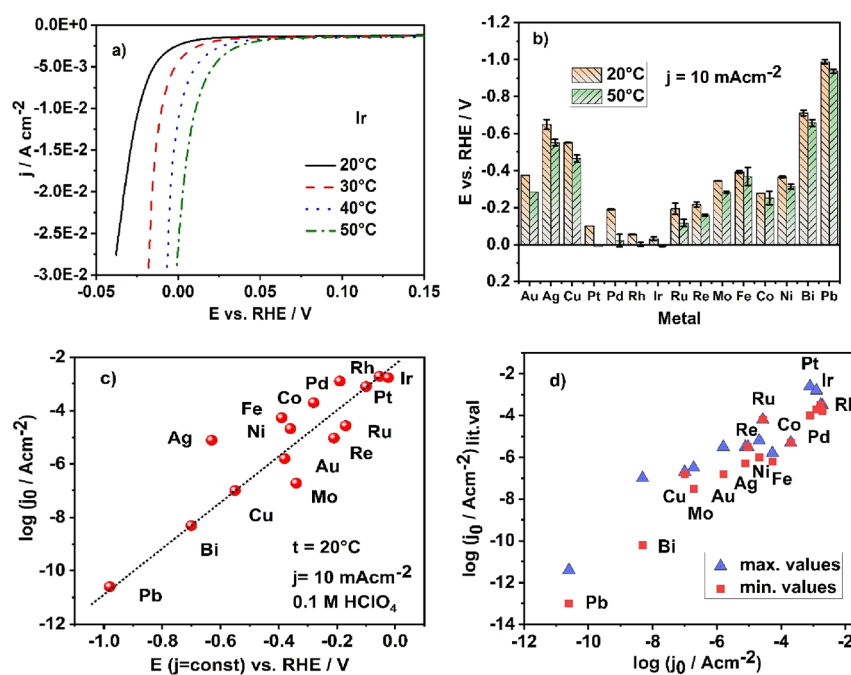 a)
0.0E+0
-5.0E-3
-1.0E-2
-1.5E-2
-2.0E-2
-2.5E-2
-3.0E-2
j / A cm-2
Ir
20°C
30°C
40°C
50°C
-0.05 0.00 0.05 0.10 0.15
E vs. RHE / V
b)
-1.0
-0.8
-0.6
-0.4
-0.2
0.0
0.2
E vs. RHE / V
20°C
50°C
j = 10 mAcm-2
Au Ag Cu Pt Pd Rh Ir Ru Re Mo Fe Co Ni Bi Pb
Metal
c)
-2
-4
-6
-8
-10
-12
log (j0 / Acm-2)
Rh
Ir
Pd
Pt
Co
Fe
Ni
Ag
Ru
Re
Au
Mo
Cu
Bi
Pb
t = 20°C
j= 10 mAcm-2
0.1 M HClO4
-1.0 -0.8 -0.6 -0.4 -0.2 0.0
E (j=const) vs. RHE / V
d)
0
-2
-4
-6
-8
-10
-12
-14
log (j0 / Acm-2) lit.val
Pt
Ir
Rh
Ru
Co
Pd
Re
Ni
Fe
Ag
Au
Cu
Mo
Bi
Pb
max. values
min. values
-12 -10 -8 -6 -4 -2
log (j0 / Acm-2)